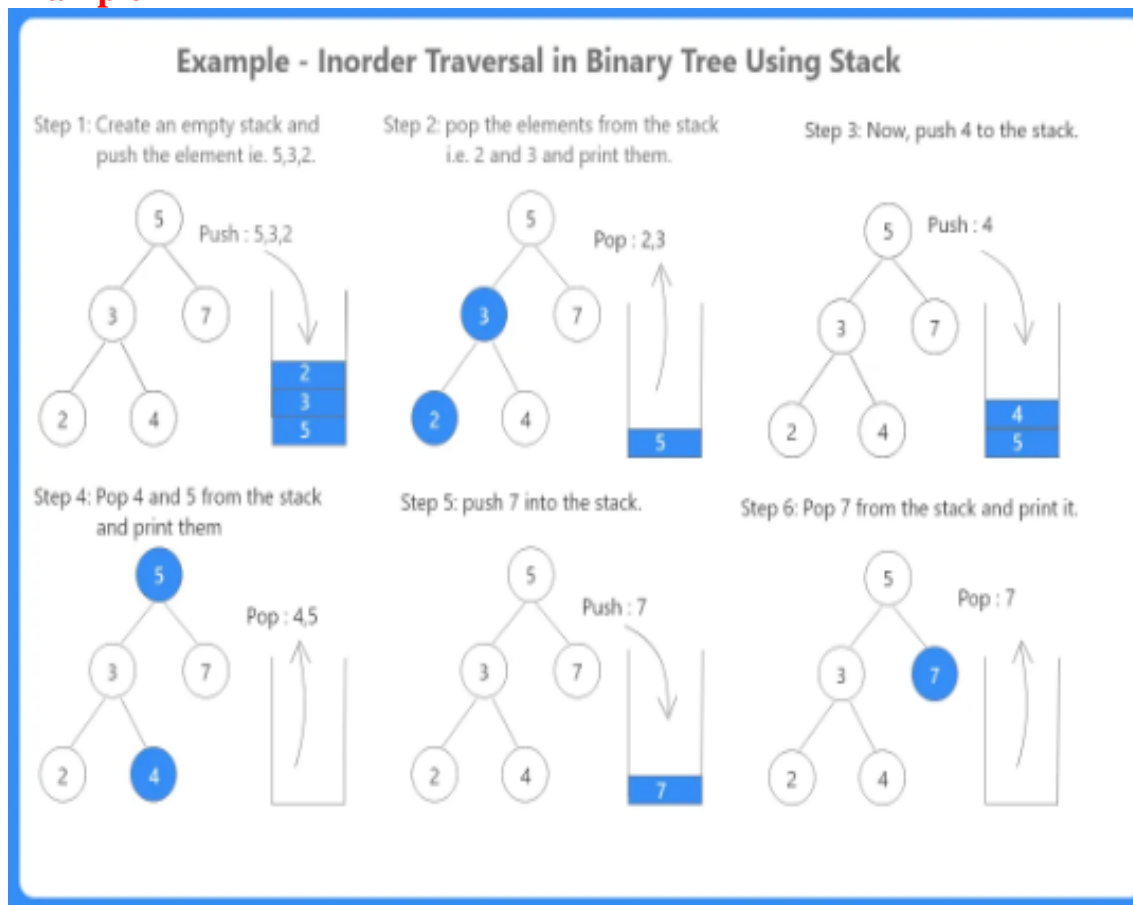 Example - Inorder Traversal in Binary Tree Using Stack
Step 1: Create an empty stack and
push the element ie. 5,3,2.
5
Push : 5,3,2
3
7
2
4
2
3
5
Step 2: pop the elements from the stack
i.e. 2 and 3 and print them.
5
Pop : 2,3
3
7
2
4
5
Step 3: Now, push 4 to the stack.
5
Push : 4
3
7
2
4
4
5
Step 4: Pop 4 and 5 from the stack
and print them
5
Pop : 4,5
3
7
2
4
Step 5: push 7 into the stack.
5
Push : 7
3
7
2
4
7
Step 6: Pop 7 from the stack and print it.
5
Pop : 7
3
7
2
4